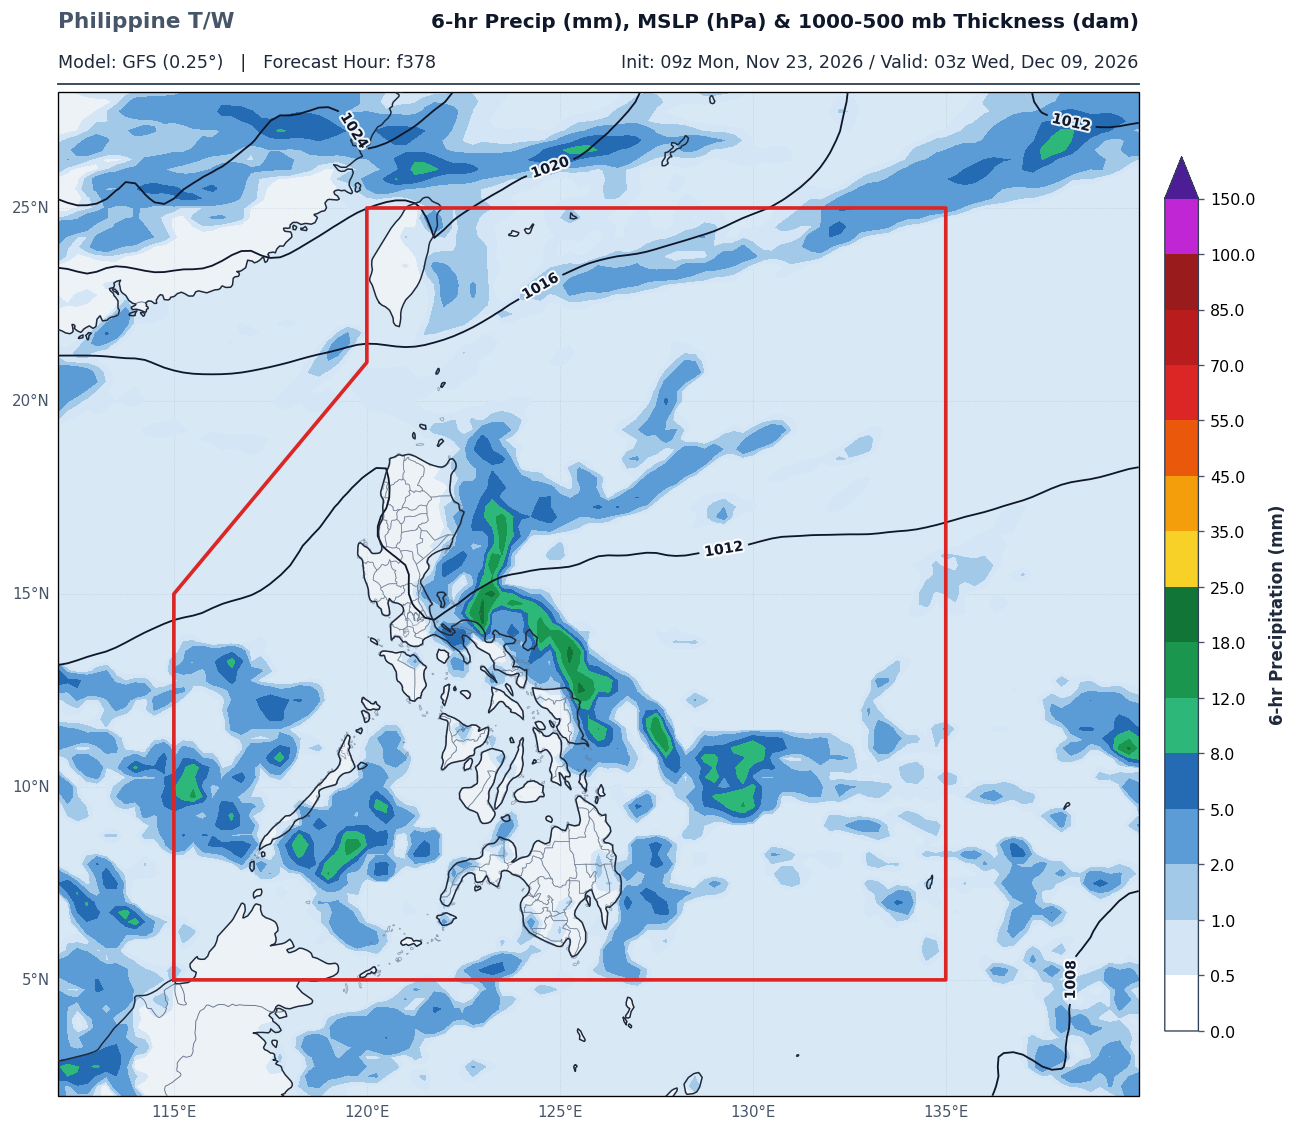 Philippine T/W
6-hr Precip (mm), MSLP (hPa) & 1000-500 mb Thickness (dam)
Model: GFS (0.25°) | Forecast Hour: f378
Init: 09z Mon, Nov 23, 2026 / Valid: 03z Wed, Dec 09, 2026
1024
1020
1012
1016
1012
1008
25°N
20°N
15°N
10°N
5°N
115°E
120°E
125°E
130°E
135°E
150.0
100.0
85.0
70.0
55.0
45.0
35.0
25.0
18.0
12.0
8.0
5.0
2.0
1.0
0.5
0.0
6-hr Precipitation (mm)